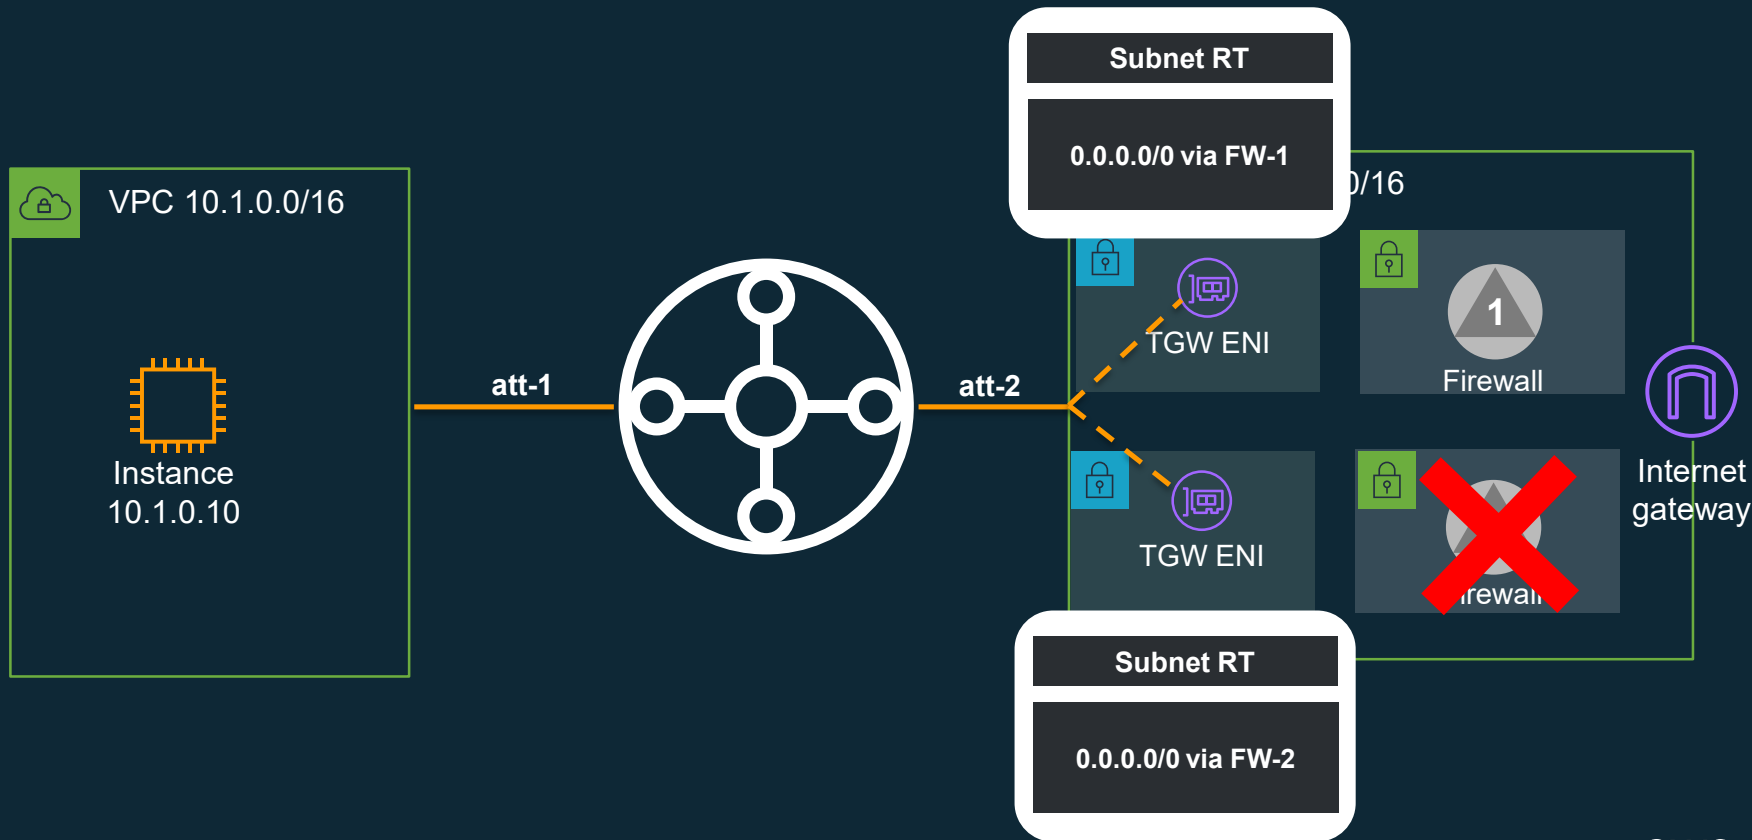 Subnet RT
0.0.0.0/0 via FW-1
VPC 10.1.0.0/16
0/16
1
TGW ENI
Firewall
att-1
att-2
Instance
10.1.0.10
Internet
gateway
TGW ENI
Subnet RT
0.0.0.0/0 via FW-2